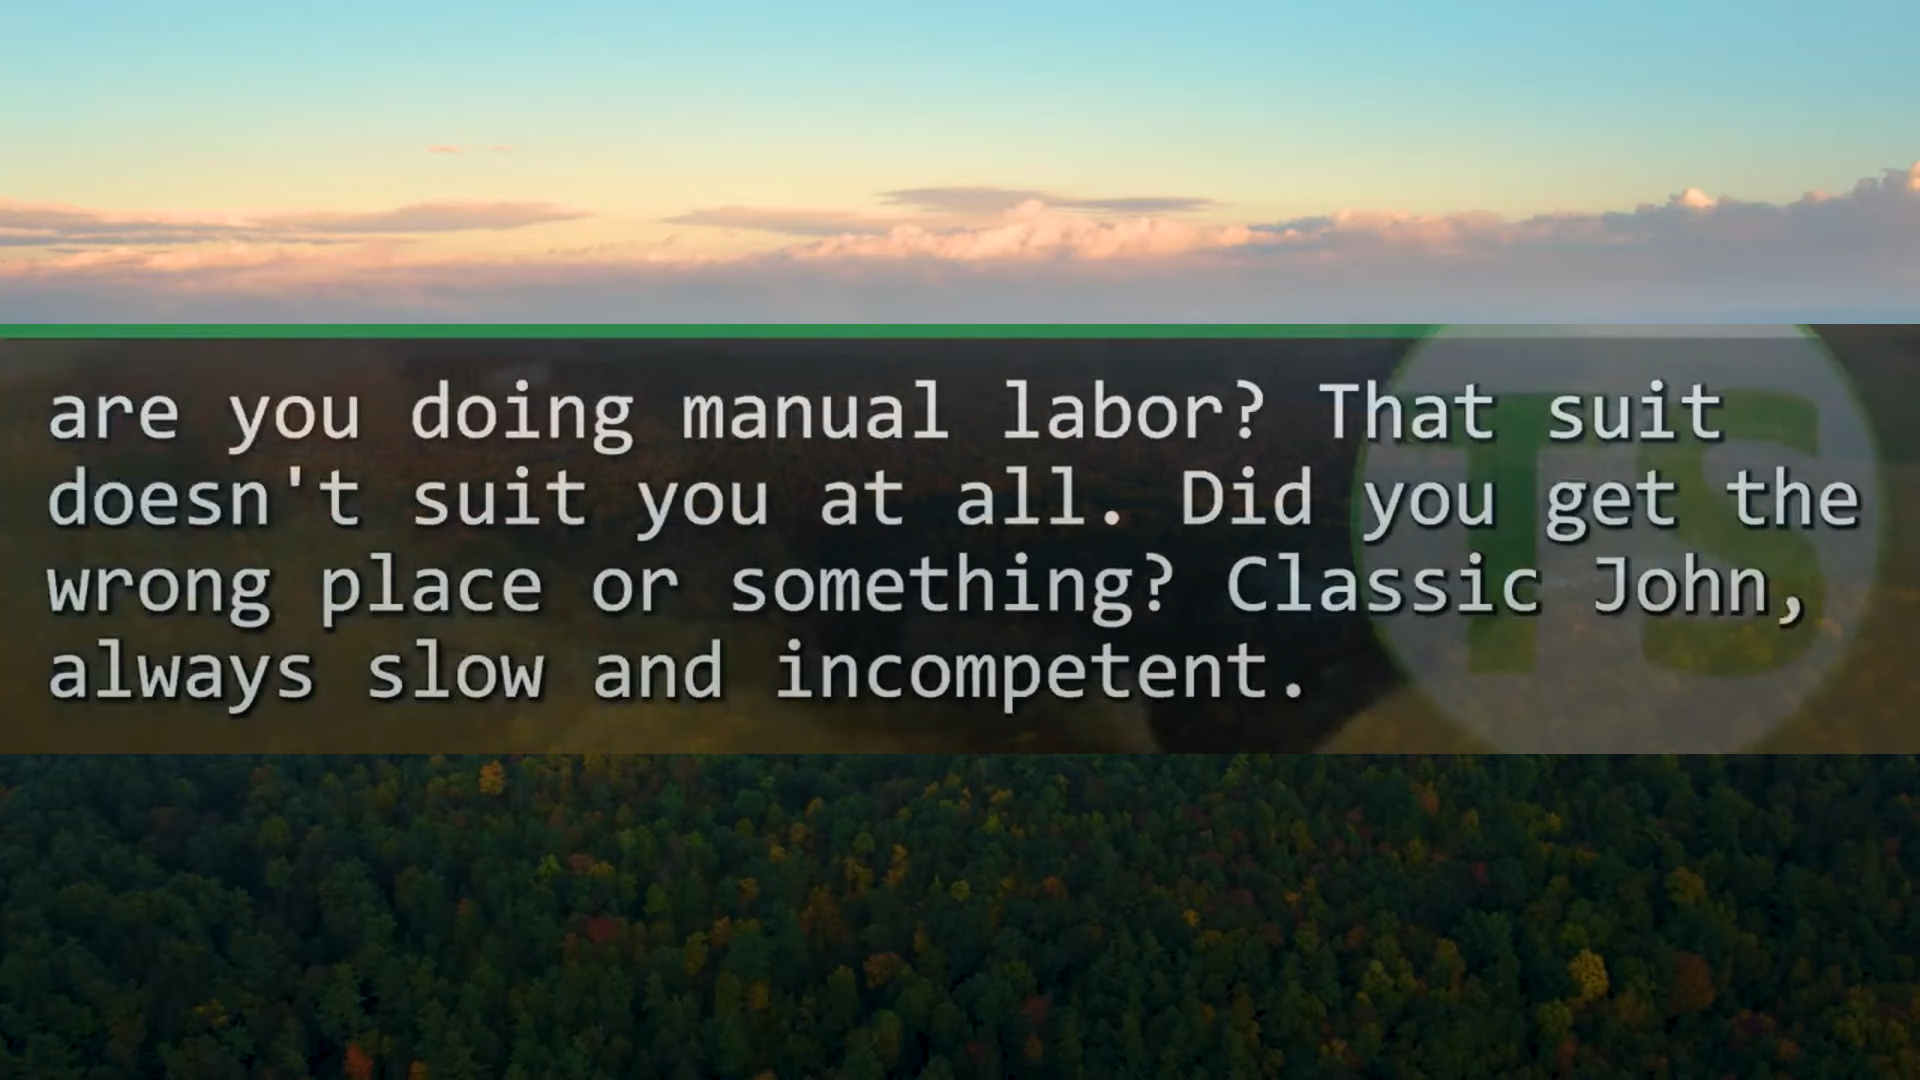 are you doing manual labor? That suit
doesn't suit you at all. Did you get the
wrong place or something? Classic John,
always slow and incompetent.
TS